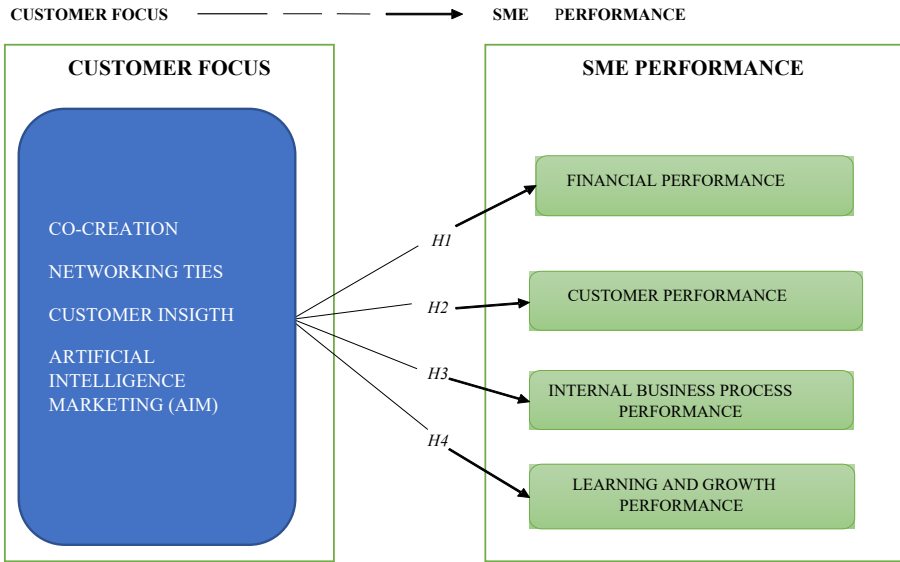 CUSTOMER FOCUS SME PERFORMANCE
CUSTOMER FOCUS
CO-CREATION
NETWORKING TIES
CUSTOMER INSIGTH
ARTIFICIAL
INTELLIGENCE
MARKETING (AIM)
H1
H2
H3
H4
SME PERFORMANCE
FINANCIAL PERFORMANCE
CUSTOMER PERFORMANCE
INTERNAL BUSINESS PROCESS
PERFORMANCE
LEARNING AND GROWTH
PERFORMANCE